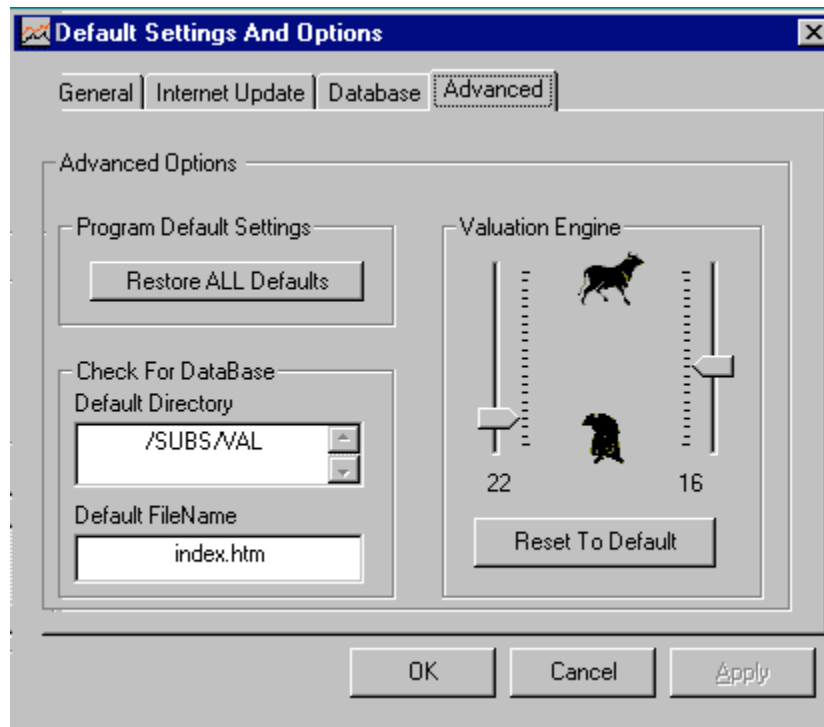 Default Settings And Options
General
Internet Update
Database
Advanced
Advanced Options
Program Default Settings
Restore ALL Defaults
Check For DataBase
Default Directory
/SUBS/VAL
Default FileName
index.htm
Valuation Engine
22
16
Reset To Default
OK
Cancel
Apply